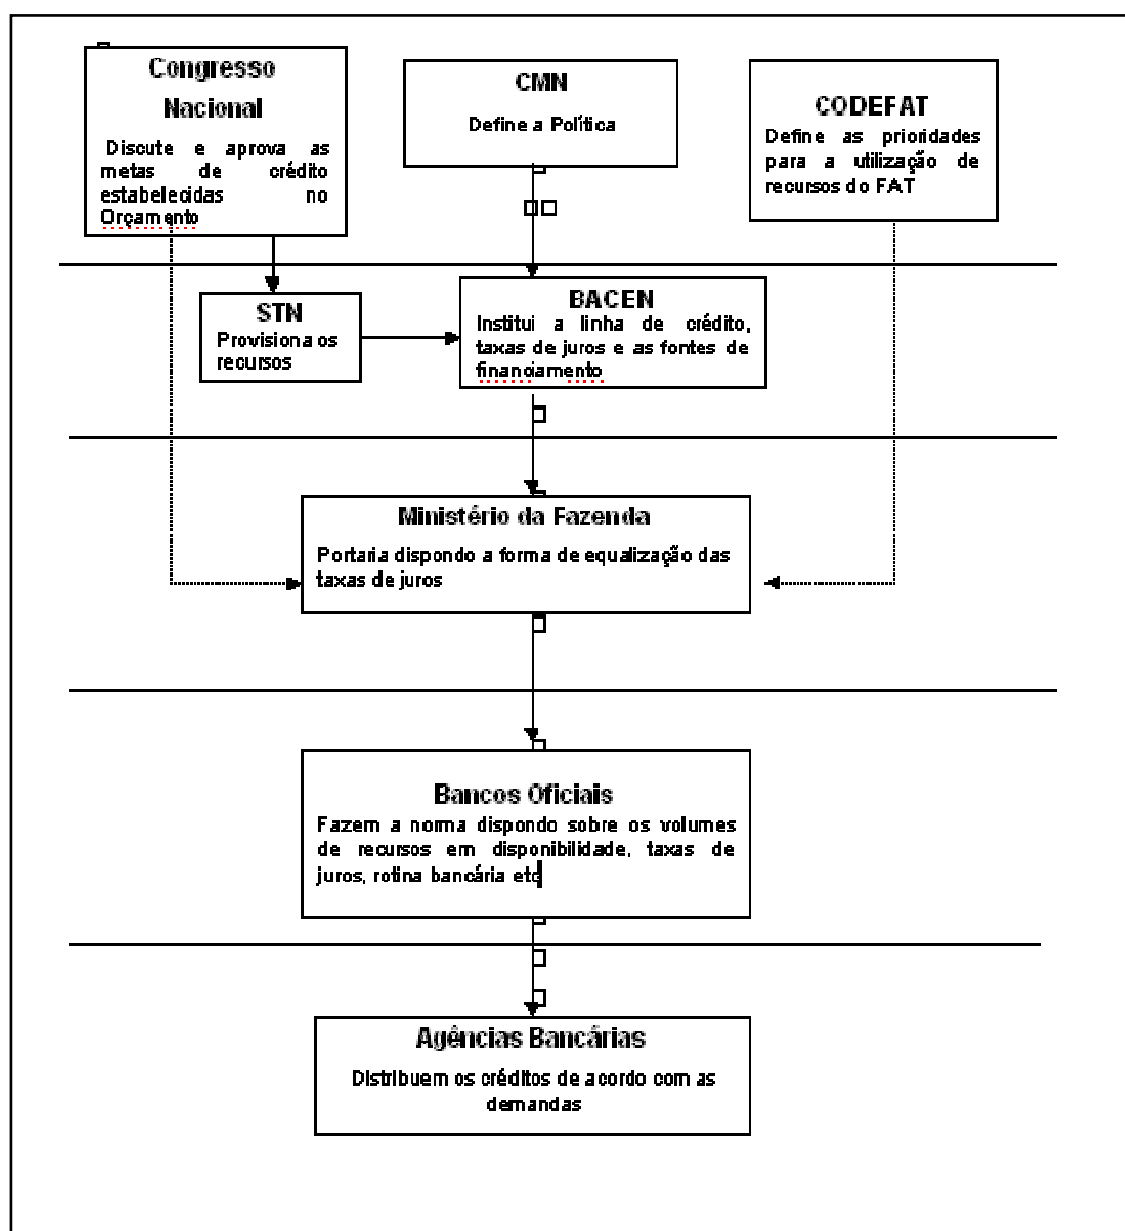 Congresso
Nacional
Discute e aprova as
metas de crédito
estabelecidas no
Orçamento
CMN
Define a Política
CODEFAT
Define as prioridades
para a utilização de
recursos do FAT
STN
Provisiona os
recursos
BACEN
Institui a linha de crédito,
taxas de juros e as fontes de
financiamento
Ministério da Fazenda
Portaria dispondo a forma de equalização das
taxas de juros
Bancos Oficiais
Fazem a norma dispondo sobre os volumes
de recursos em disponibilidade, taxas de
juros, rotina bancária etc
Agências Bancárias
Distribuem os créditos de acordo com as
demandas